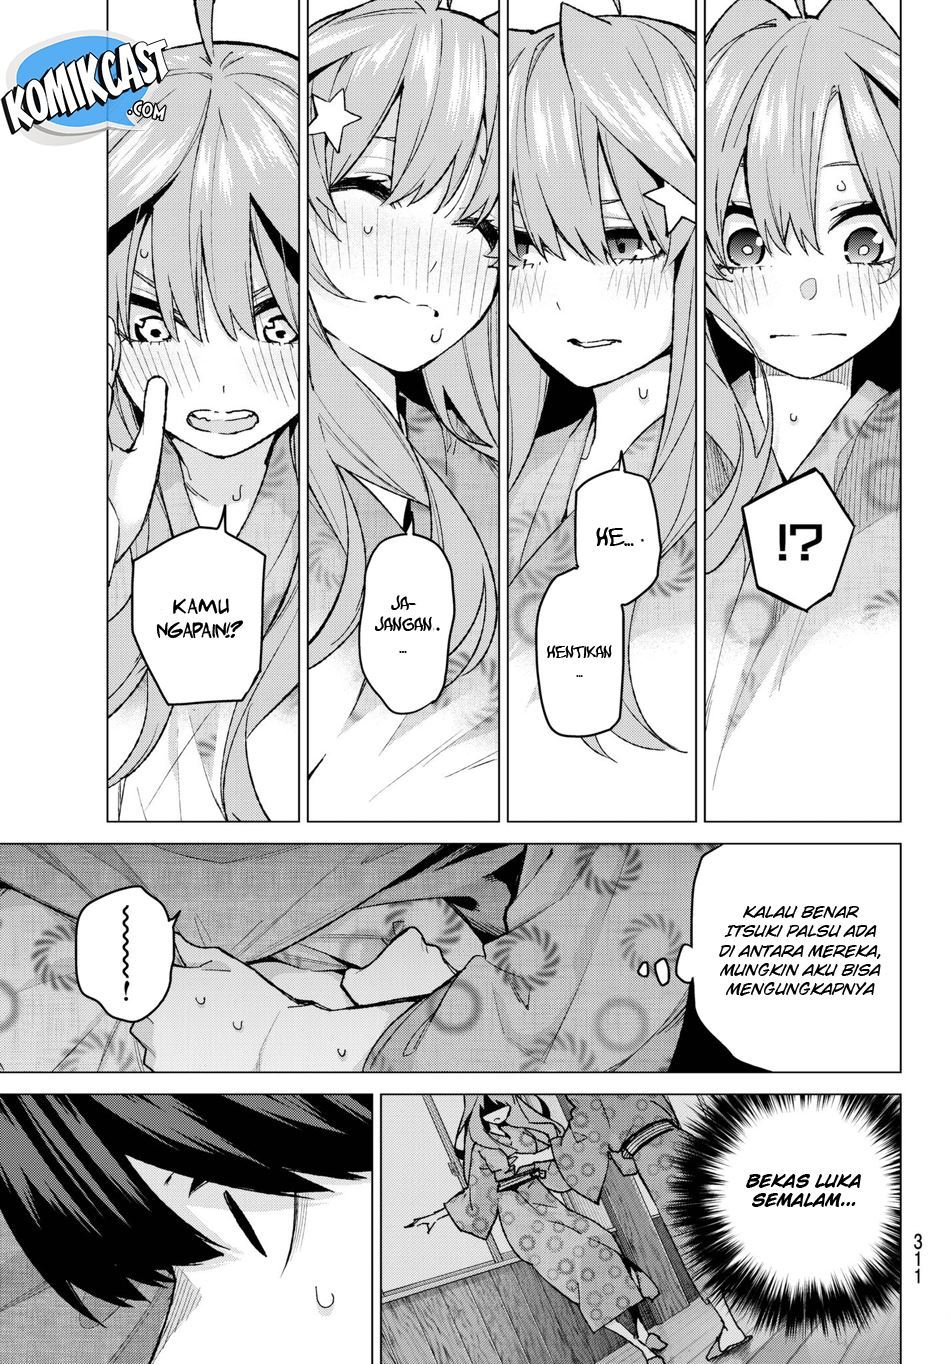 KOMIKCAST
.COM
!?
HE... .
HENTIKAN
...
JA-
JANGAN .
...
KAMU
NGAPAIN!?
KALAU BENAR
ITSUKI PALSU ADA
DI ANTARA MEREKA,
MUNGKIN AKU BISA
MENGUNGKAPNYA
BEKAS LUKA
SEMALAM...
311